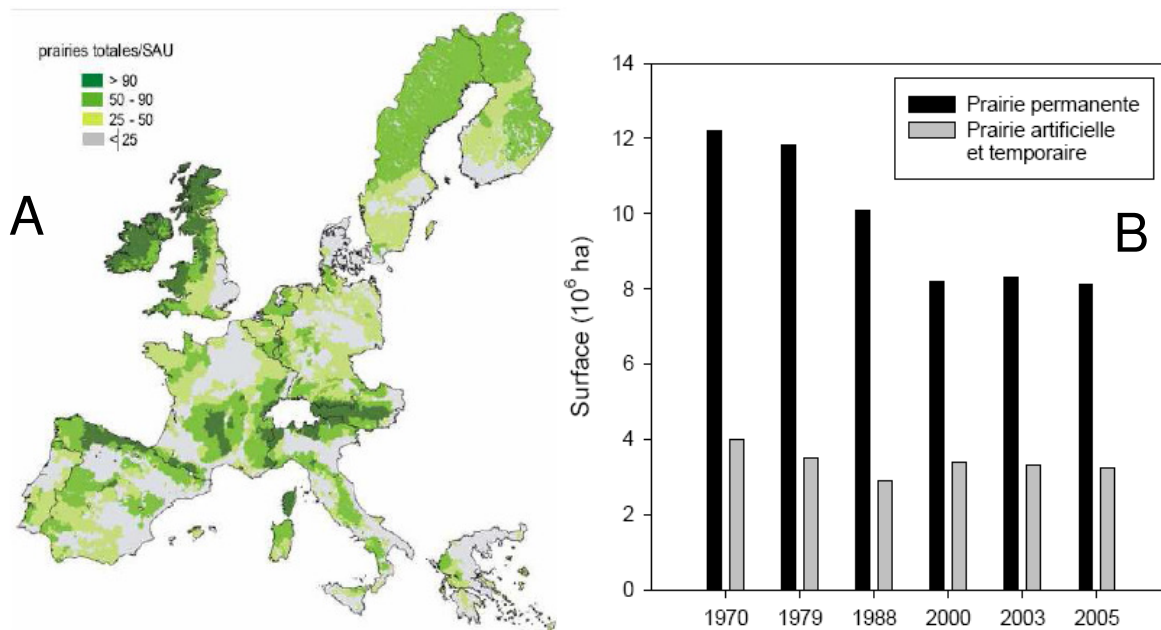 prairies totales/SAU
> 90
50 - 90
25 - 50
< 25
A
14
12
10
8
6
4
2
0
Surface (10⁶ ha)
Prairie permanente
Prairie artificielle
et temporaire
B
1970 1979 1988 2000 2003 2005